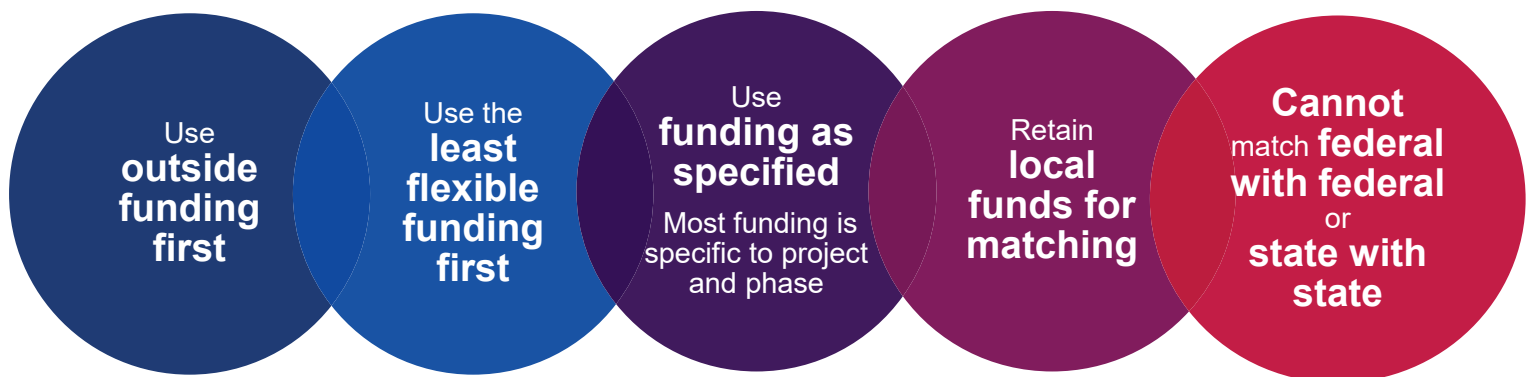 Use
outside
funding
first
Use the
least
flexible
funding
first
Use
funding as
specified
Most funding is
specific to project
and phase
Retain
local
funds for
matching
Cannot
match federal
with federal
or
state with
state